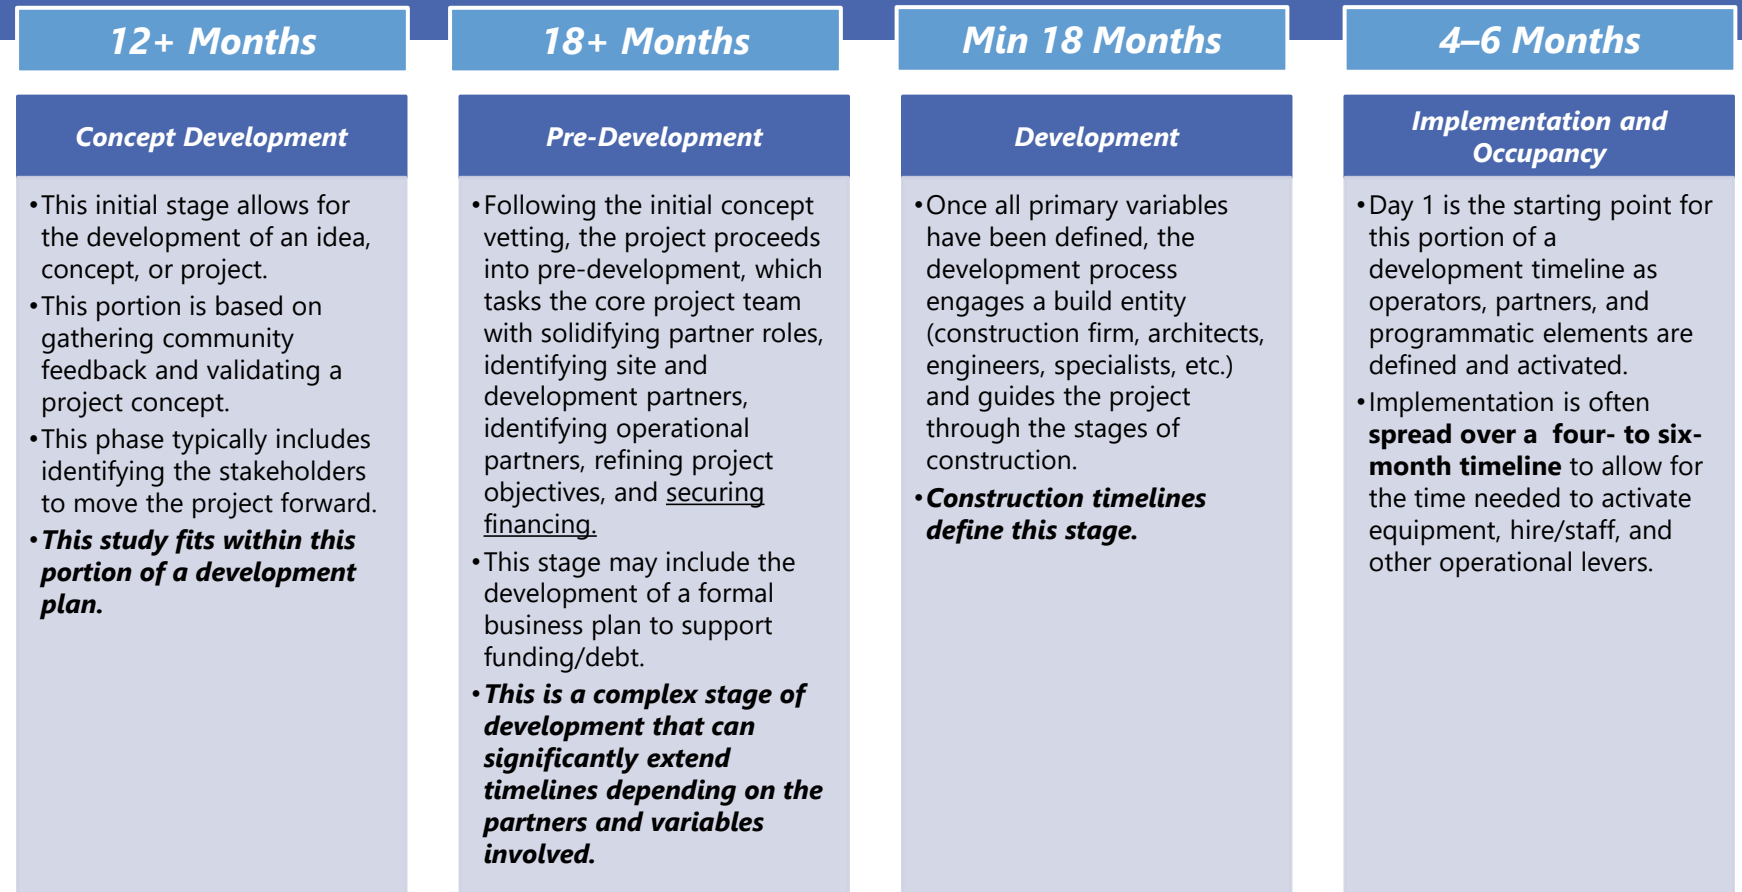 12+ Months
18+ Months
Min 18 Months
4–6 Months
Concept Development
•This initial stage allows for
the development of an idea,
concept, or project.
•This portion is based on
gathering community
feedback and validating a
project concept.
•This phase typically includes
identifying the stakeholders
to move the project forward.
•This study fits within this
portion of a development
plan.
Pre-Development
•Following the initial concept
vetting, the project proceeds
into pre-development, which
tasks the core project team
with solidifying partner roles,
identifying site and
development partners,
identifying operational
partners, refining project
objectives, and securing
financing.
•This stage may include the
development of a formal
business plan to support
funding/debt.
•This is a complex stage of
development that can
significantly extend
timelines depending on the
partners and variables
involved.
Development
•Once all primary variables
have been defined, the
development process
engages a build entity
(construction firm, architects,
engineers, specialists, etc.)
and guides the project
through the stages of
construction.
•Construction timelines
define this stage.
Implementation and
Occupancy
•Day 1 is the starting point for
this portion of a
development timeline as
operators, partners, and
programmatic elements are
defined and activated.
•Implementation is often
spread over a four- to six-
month timeline to allow for
the time needed to activate
equipment, hire/staff, and
other operational levers.